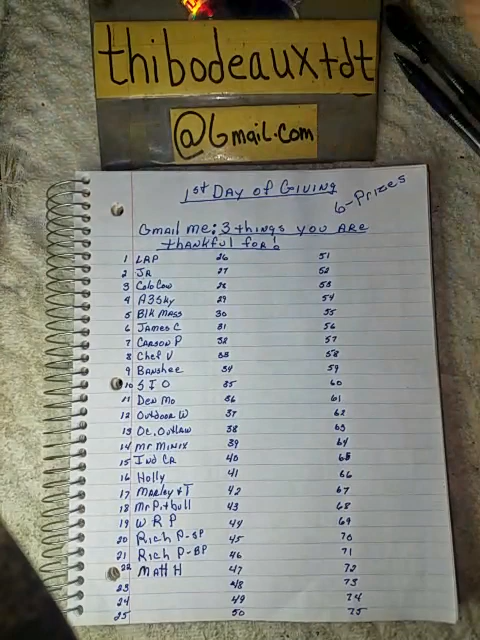 thibodeauxtdt
@Gmail.com
1st Day of Giving
6-Prizes
Gmail me: 3 things you are
thankful for!
1 LAP 26 51
2 JR 27 52
3 Colo Cow 28 53
4 A3Sky 29 54
5 Blk Mass 30 55
6 James C 31 56
7 Carson P 32 57
8 Chef V 33 58
9 Banshee 34 59
10 S I O 35 60
11 Den Mo 36 61
12 Outdoor W 37 62
13 Oc. Outlaw 38 63
14 Mr Minix 39 64
15 Ind CR 40 65
16 Holly 41 66
17 Marley + T 42 67
18 Mr Pitbull 43 68
19 W R P 44 69
20 Rich P-SP 45 70
21 Rich P-BP 46 71
22 Matt H 47 72
23 48 73
24 49 74
25 50 75